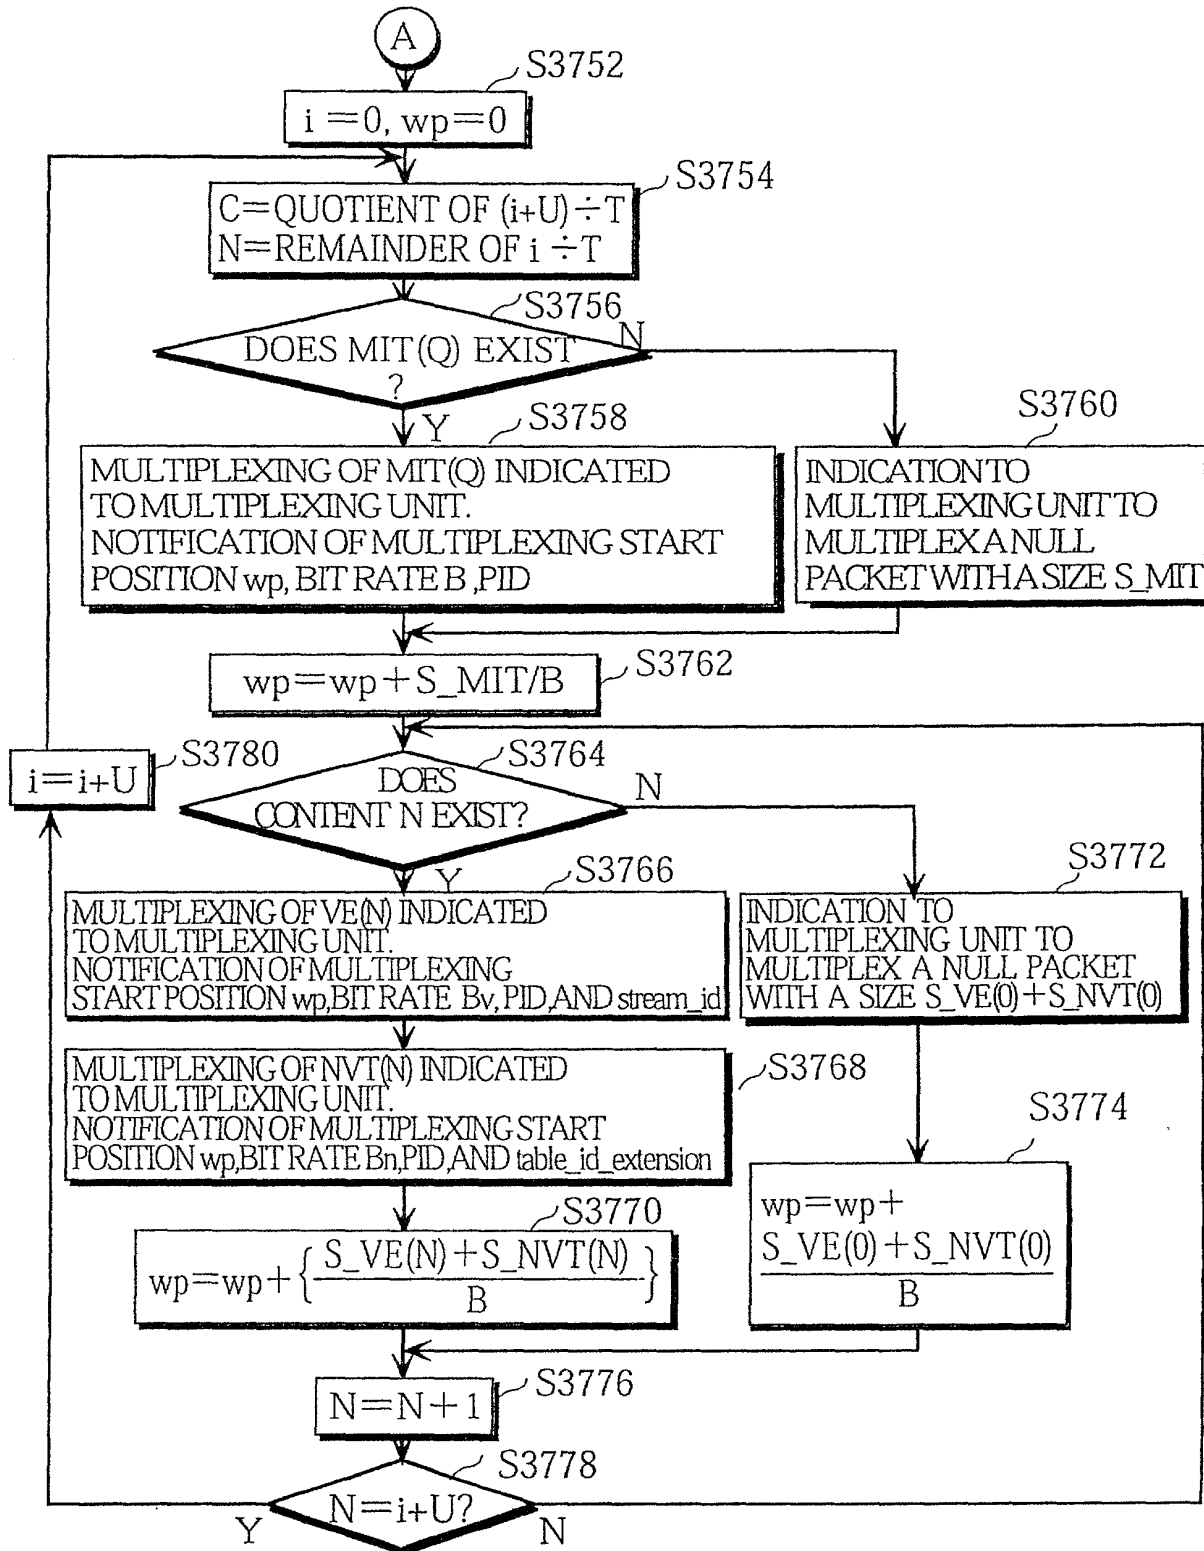 A
S3752
i=0, wp=0
S3754
C=QUOTIENT OF (i+U)÷T
N=REMAINDER OF i÷T
S3756
DOES MIT(Q) EXIST
?
N
Y
S3758
MULTIPLEXING OF MIT(Q) INDICATED
TO MULTIPLEXING UNIT.
NOTIFICATION OF MULTIPLEXING START
POSITION wp, BIT RATE B ,PID
S3760
INDICATION TO
MULTIPLEXING UNIT TO
MULTIPLEX A NULL
PACKET WITH A SIZE S_MIT
S3762
wp=wp+S_MIT/B
S3780
i=i+U
S3764
DOES
CONTENT N EXIST?
N
Y
S3766
MULTIPLEXING OF VE(N) INDICATED
TO MULTIPLEXING UNIT.
NOTIFICATION OF MULTIPLEXING
START POSITION wp,BIT RATE Bv, PID,AND stream_id
S3772
INDICATION TO
MULTIPLEXING UNIT TO
MULTIPLEX A NULL PACKET
WITH A SIZE S_VE(0)+S_NVT(0)
S3768
MULTIPLEXING OF NVT(N) INDICATED
TO MULTIPLEXING UNIT.
NOTIFICATION OF MULTIPLEXING START
POSITION wp,BIT RATE Bn,PID,AND table_id_extension
S3774
wp=wp+
S_VE(0)+S_NVT(0)
B
S3770
wp=wp+{S_VE(N)+S_NVT(N)}
B
S3776
N=N+1
S3778
N=i+U?
Y
N